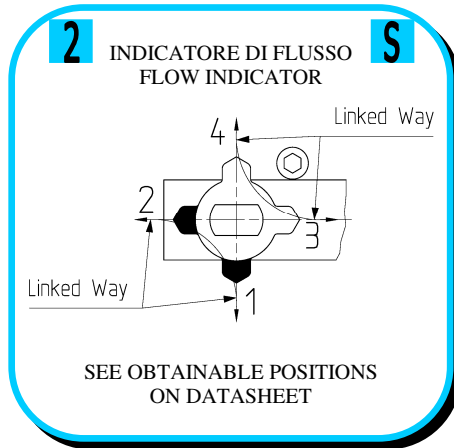 2 S
INDICATORE DI FLUSSO
FLOW INDICATOR
Linked Way
4
2
3
Linked Way
1
SEE OBTAINABLE POSITIONS
ON DATASHEET